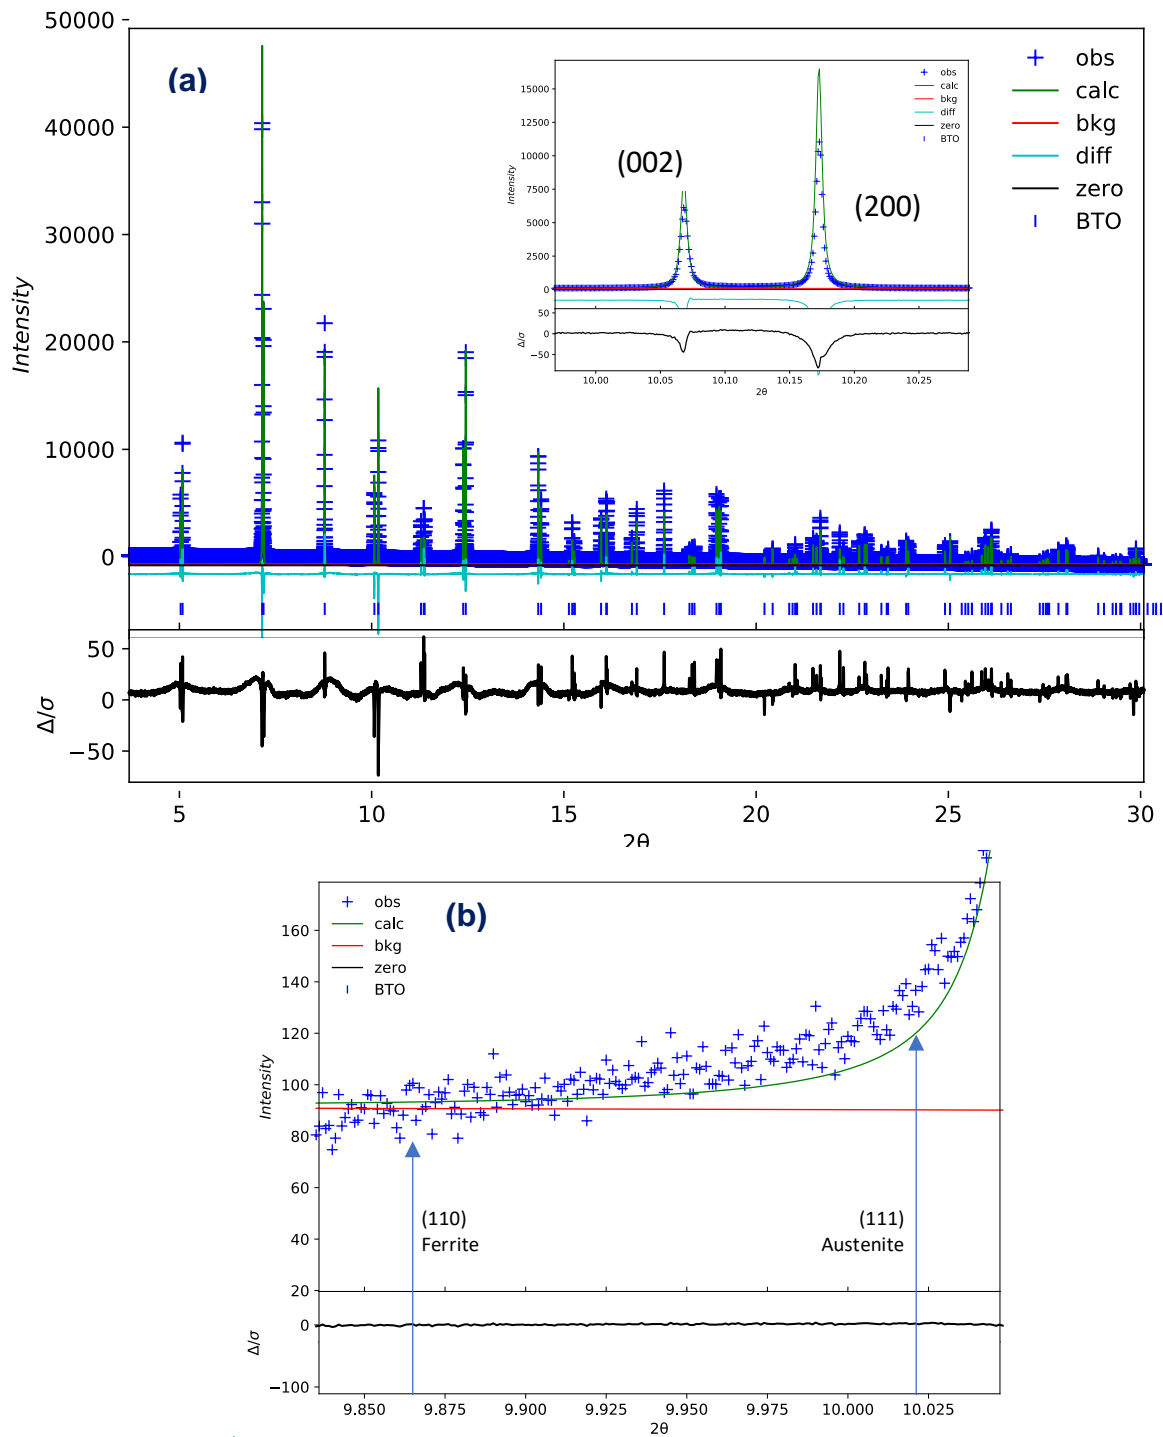 50000
40000
30000
20000
10000
0
Intensity
(a)
obs
calc
bkg
diff
zero
BTO
15000
12500
10000
7500
5000
2500
0
Intensity
(002)
(200)
obs
calc
bkg
diff
zero
BTO
50
0
−50
Δ/σ
10.00
10.05
10.10
10.15
10.20
10.25
2θ
50
0
−50
Δ/σ
5
10
15
20
25
30
2θ
(b)
obs
calc
bkg
zero
BTO
160
140
120
100
80
60
40
20
Intensity
(110)
Ferrite
(111)
Austenite
0
−100
Δ/σ
9.850
9.875
9.900
9.925
9.950
9.975
10.000
10.025
2θ